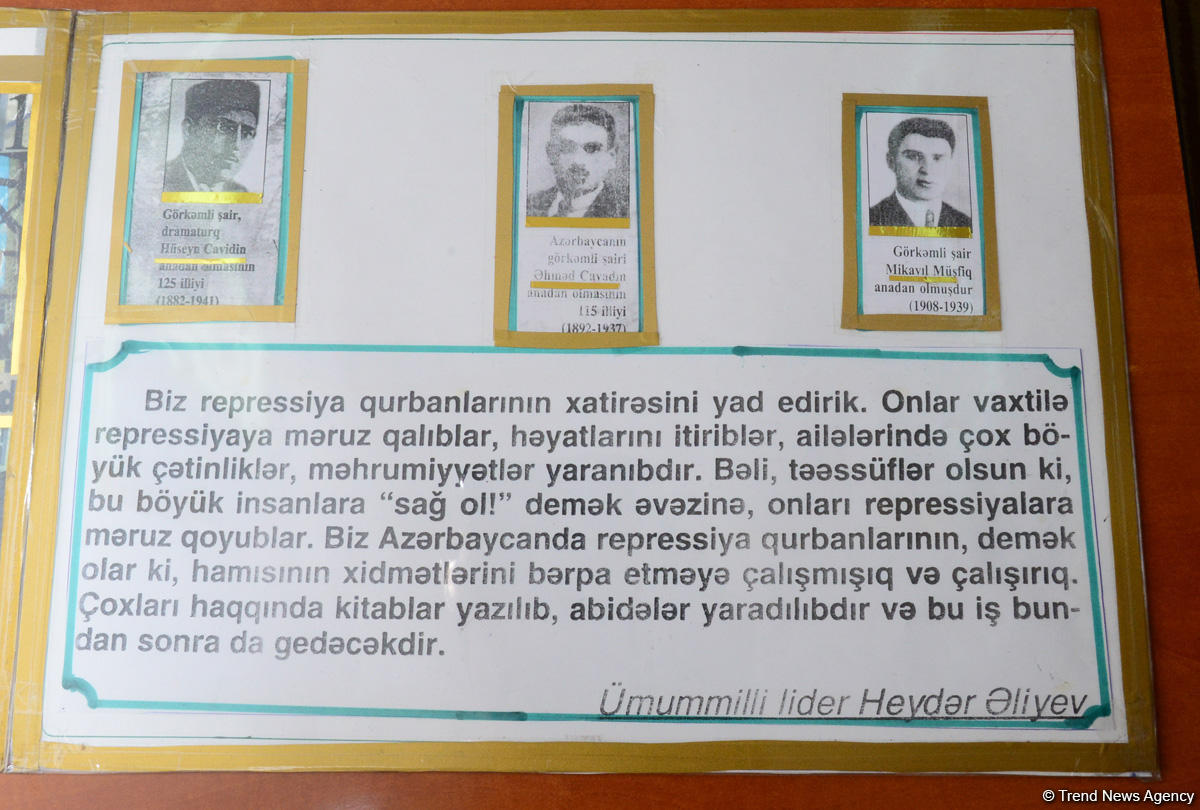 Görkəmli şair,
dramaturq
Hüseyn Cavidin
anadan olmasının
125 illiyi
(1882-1941)
Azərbaycanın
görkəmli şairi
Əhməd Cavadın
anadan olmasının
115 illiyi
(1892-1937)
Görkəmli şair
Mikayıl Müşfiq
anadan olmuşdur
(1908-1939)
Biz repressiya qurbanlarının xatirəsini yad edirik. Onlar vaxtilə
repressiyaya məruz qalıblar, həyatlarını itiriblər, ailələrində çox bö-
yük çətinliklər, məhrumiyyətlər yaranıbdır. Bəli, təəssüflər olsun ki,
bu böyük insanlara “sağ ol!” demək əvəzinə, onları repressiyalara
məruz qoyublar. Biz Azərbaycanda repressiya qurbanlarının, demək
olar ki, hamısının xidmətlərini bərpa etməyə çalışmışıq və çalışırıq.
Çoxları haqqında kitablar yazılıb, abidələr yaradılıbdır və bu iş bun-
dan sonra da gedəcəkdir.
Ümummilli lider Heydər Əliyev
© Trend News Agency